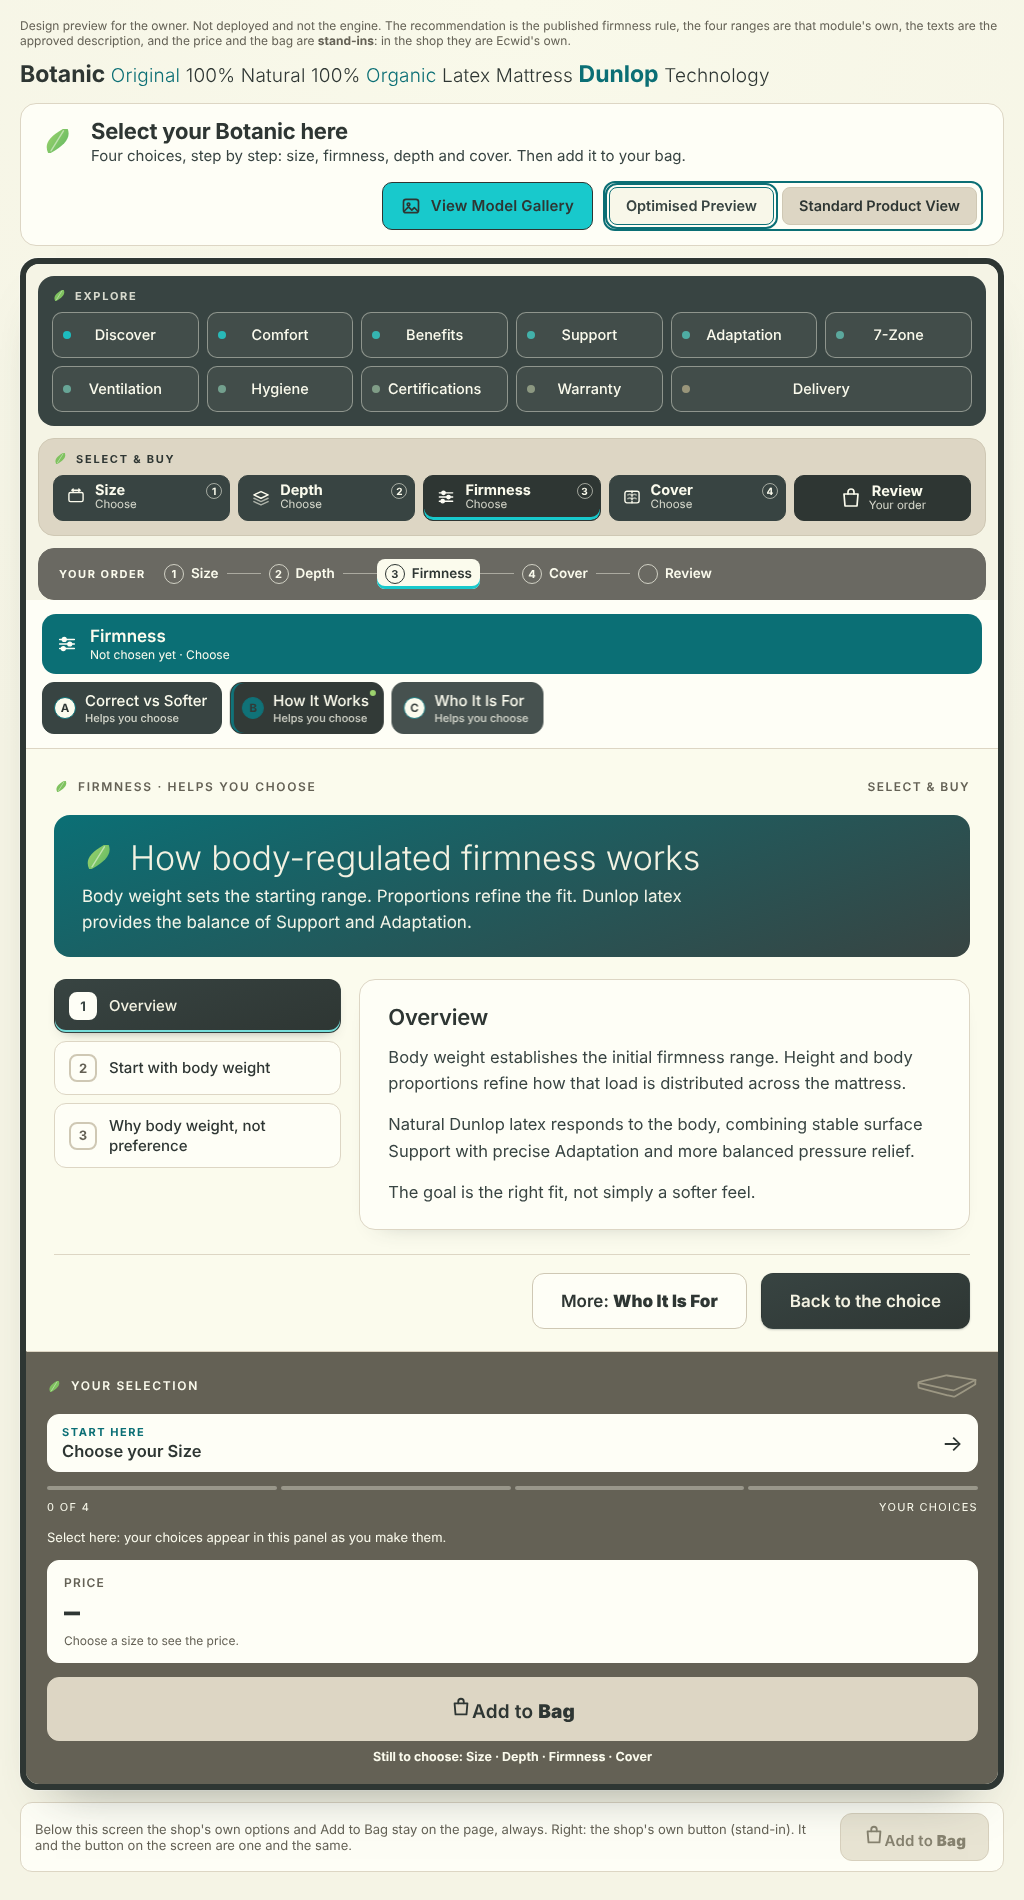 Design preview for the owner. Not deployed and not the engine. The recommendation is the published firmness rule, the four ranges are that module's own, the texts are the
approved description, and the price and the bag are stand-ins: in the shop they are Ecwid's own.
Botanic Original 100% Natural 100% Organic Latex Mattress Dunlop Technology
Select your Botanic here
Four choices, step by step: size, firmness, depth and cover. Then add it to your bag.
View Model Gallery
Optimised Preview
Standard Product View
EXPLORE
Discover
Comfort
Benefits
Support
Adaptation
7-Zone
Ventilation
Hygiene
Certifications
Warranty
Delivery
SELECT & BUY
Size
Choose
1
Depth
Choose
2
Firmness
Choose
3
Cover
Choose
4
Review
Your order
YOUR ORDER
1 Size
2 Depth
3 Firmness
4 Cover
Review
Firmness
Not chosen yet · Choose
A
Correct vs Softer
Helps you choose
B
How It Works
Helps you choose
C
Who It Is For
Helps you choose
FIRMNESS · HELPS YOU CHOOSE
SELECT & BUY
How body-regulated firmness works
Body weight sets the starting range. Proportions refine the fit. Dunlop latex
provides the balance of Support and Adaptation.
1 Overview
2 Start with body weight
3 Why body weight, not
preference
Overview
Body weight establishes the initial firmness range. Height and body
proportions refine how that load is distributed across the mattress.
Natural Dunlop latex responds to the body, combining stable surface
Support with precise Adaptation and more balanced pressure relief.
The goal is the right fit, not simply a softer feel.
More: Who It Is For
Back to the choice
YOUR SELECTION
START HERE
Choose your Size
0 OF 4
YOUR CHOICES
Select here: your choices appear in this panel as you make them.
PRICE
–
Choose a size to see the price.
Add to Bag
Still to choose: Size · Depth · Firmness · Cover
Below this screen the shop's own options and Add to Bag stay on the page, always. Right: the shop's own button (stand-in). It
and the button on the screen are one and the same.
Add to Bag